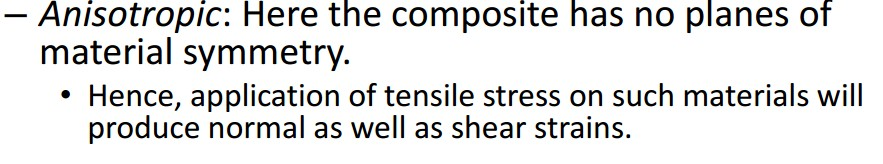 – Anisotropic: Here the composite has no planes of
material symmetry.
• Hence, application of tensile stress on such materials will
produce normal as well as shear strains.